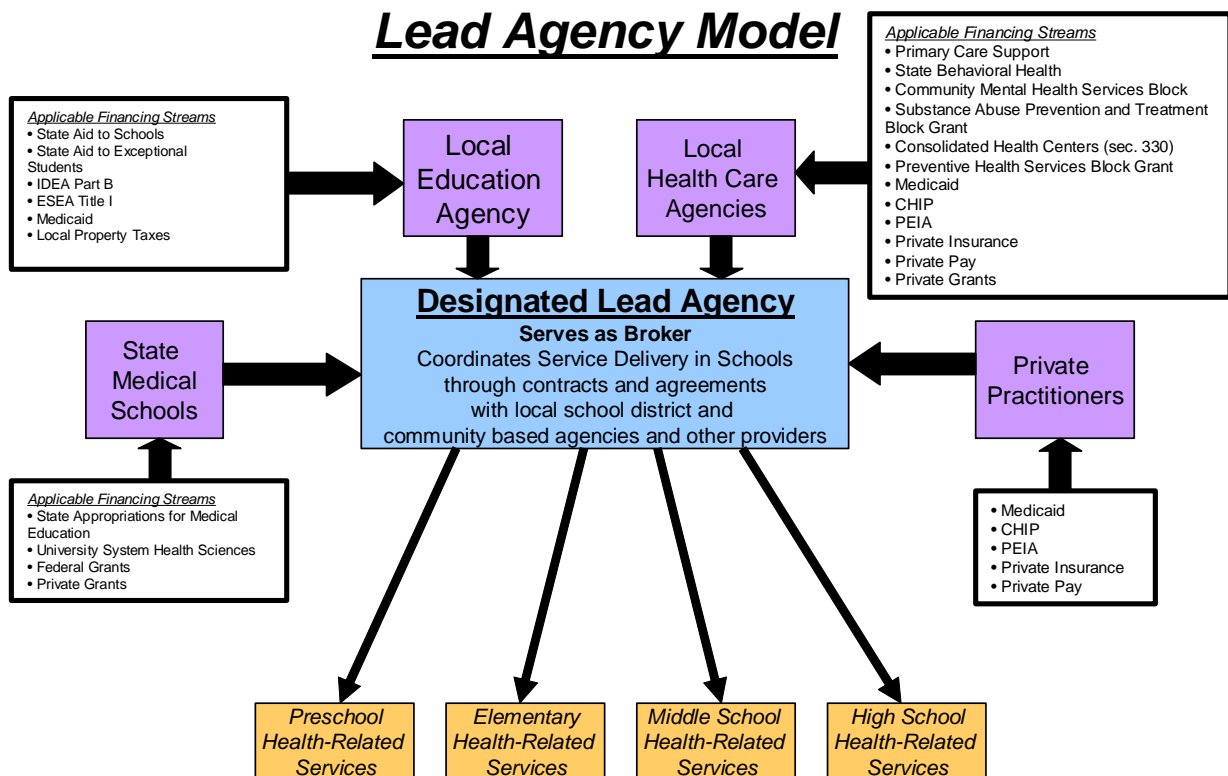 Lead Agency Model
Applicable Financing Streams
• State Aid to Schools
• State Aid to Exceptional
Students
• IDEA Part B
• ESEA Title I
• Medicaid
• Local Property Taxes
Local
Education
Agency
Local
Health Care
Agencies
Applicable Financing Streams
• Primary Care Support
• State Behavioral Health
• Community Mental Health Services Block
• Substance Abuse Prevention and Treatment
Block Grant
• Consolidated Health Centers (sec. 330)
• Preventive Health Services Block Grant
• Medicaid
• CHIP
• PEIA
• Private Insurance
• Private Pay
• Private Grants
Designated Lead Agency
Serves as Broker
Coordinates Service Delivery in Schools
through contracts and agreements
with local school district and
community based agencies and other providers
State
Medical
Schools
Private
Practitioners
Applicable Financing Streams
• State Appropriations for Medical
Education
• University System Health Sciences
• Federal Grants
• Private Grants
• Medicaid
• CHIP
• PEIA
• Private Insurance
• Private Pay
Preschool
Health-Related
Services
Elementary
Health-Related
Services
Middle School
Health-Related
Services
High School
Health-Related
Services